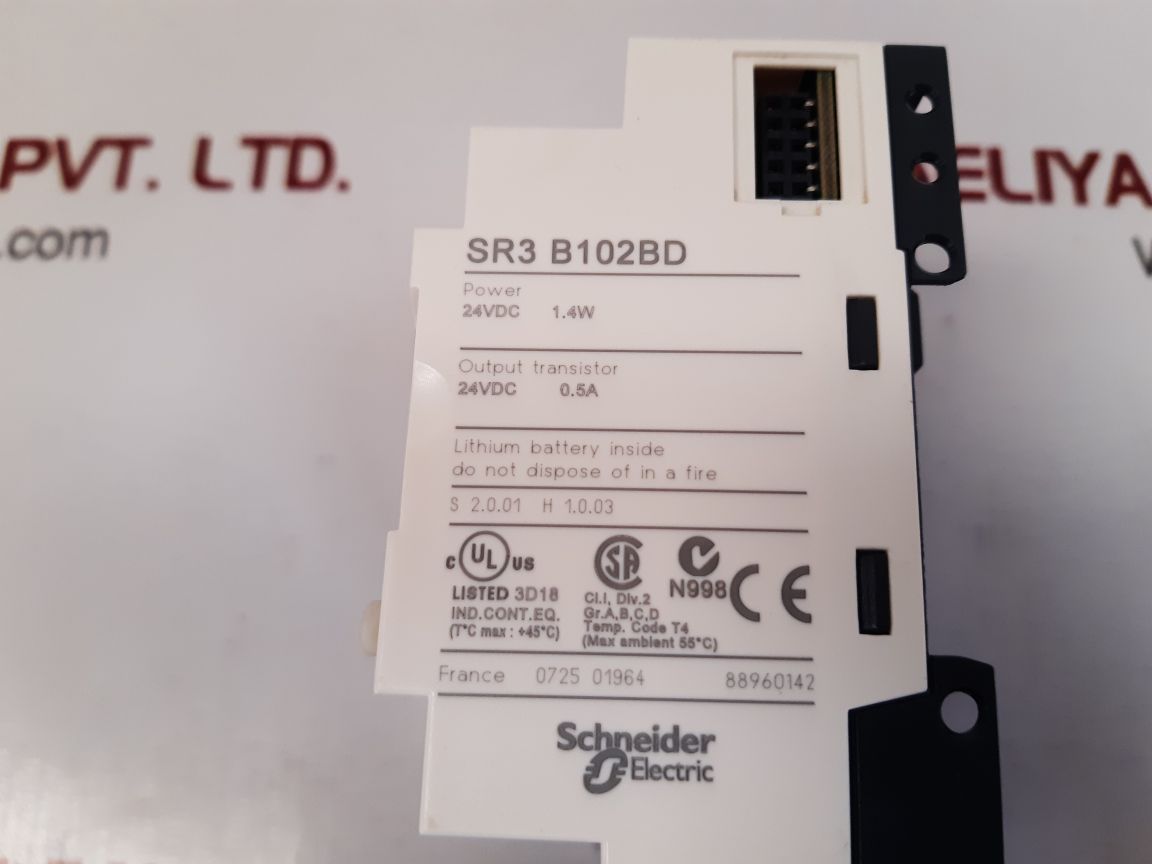 PVT. LTD.
.com
ELIYA
SR3 B102BD
Power
24VDC 1.4W
Output transistor
24VDC 0.5A
Lithium battery inside
do not dispose of in a fire
S 2.0.01 H 1.0.03
c UL US
LISTED 3D18
IND.CONT.EQ.
(T°C max : +45°C)
SA
Cl.I, Div.2
Gr.A,B,C,D
Temp. Code T4
(Max ambient 55°C)
N998
CE
France 0725 01964 88960142
Schneider
Electric